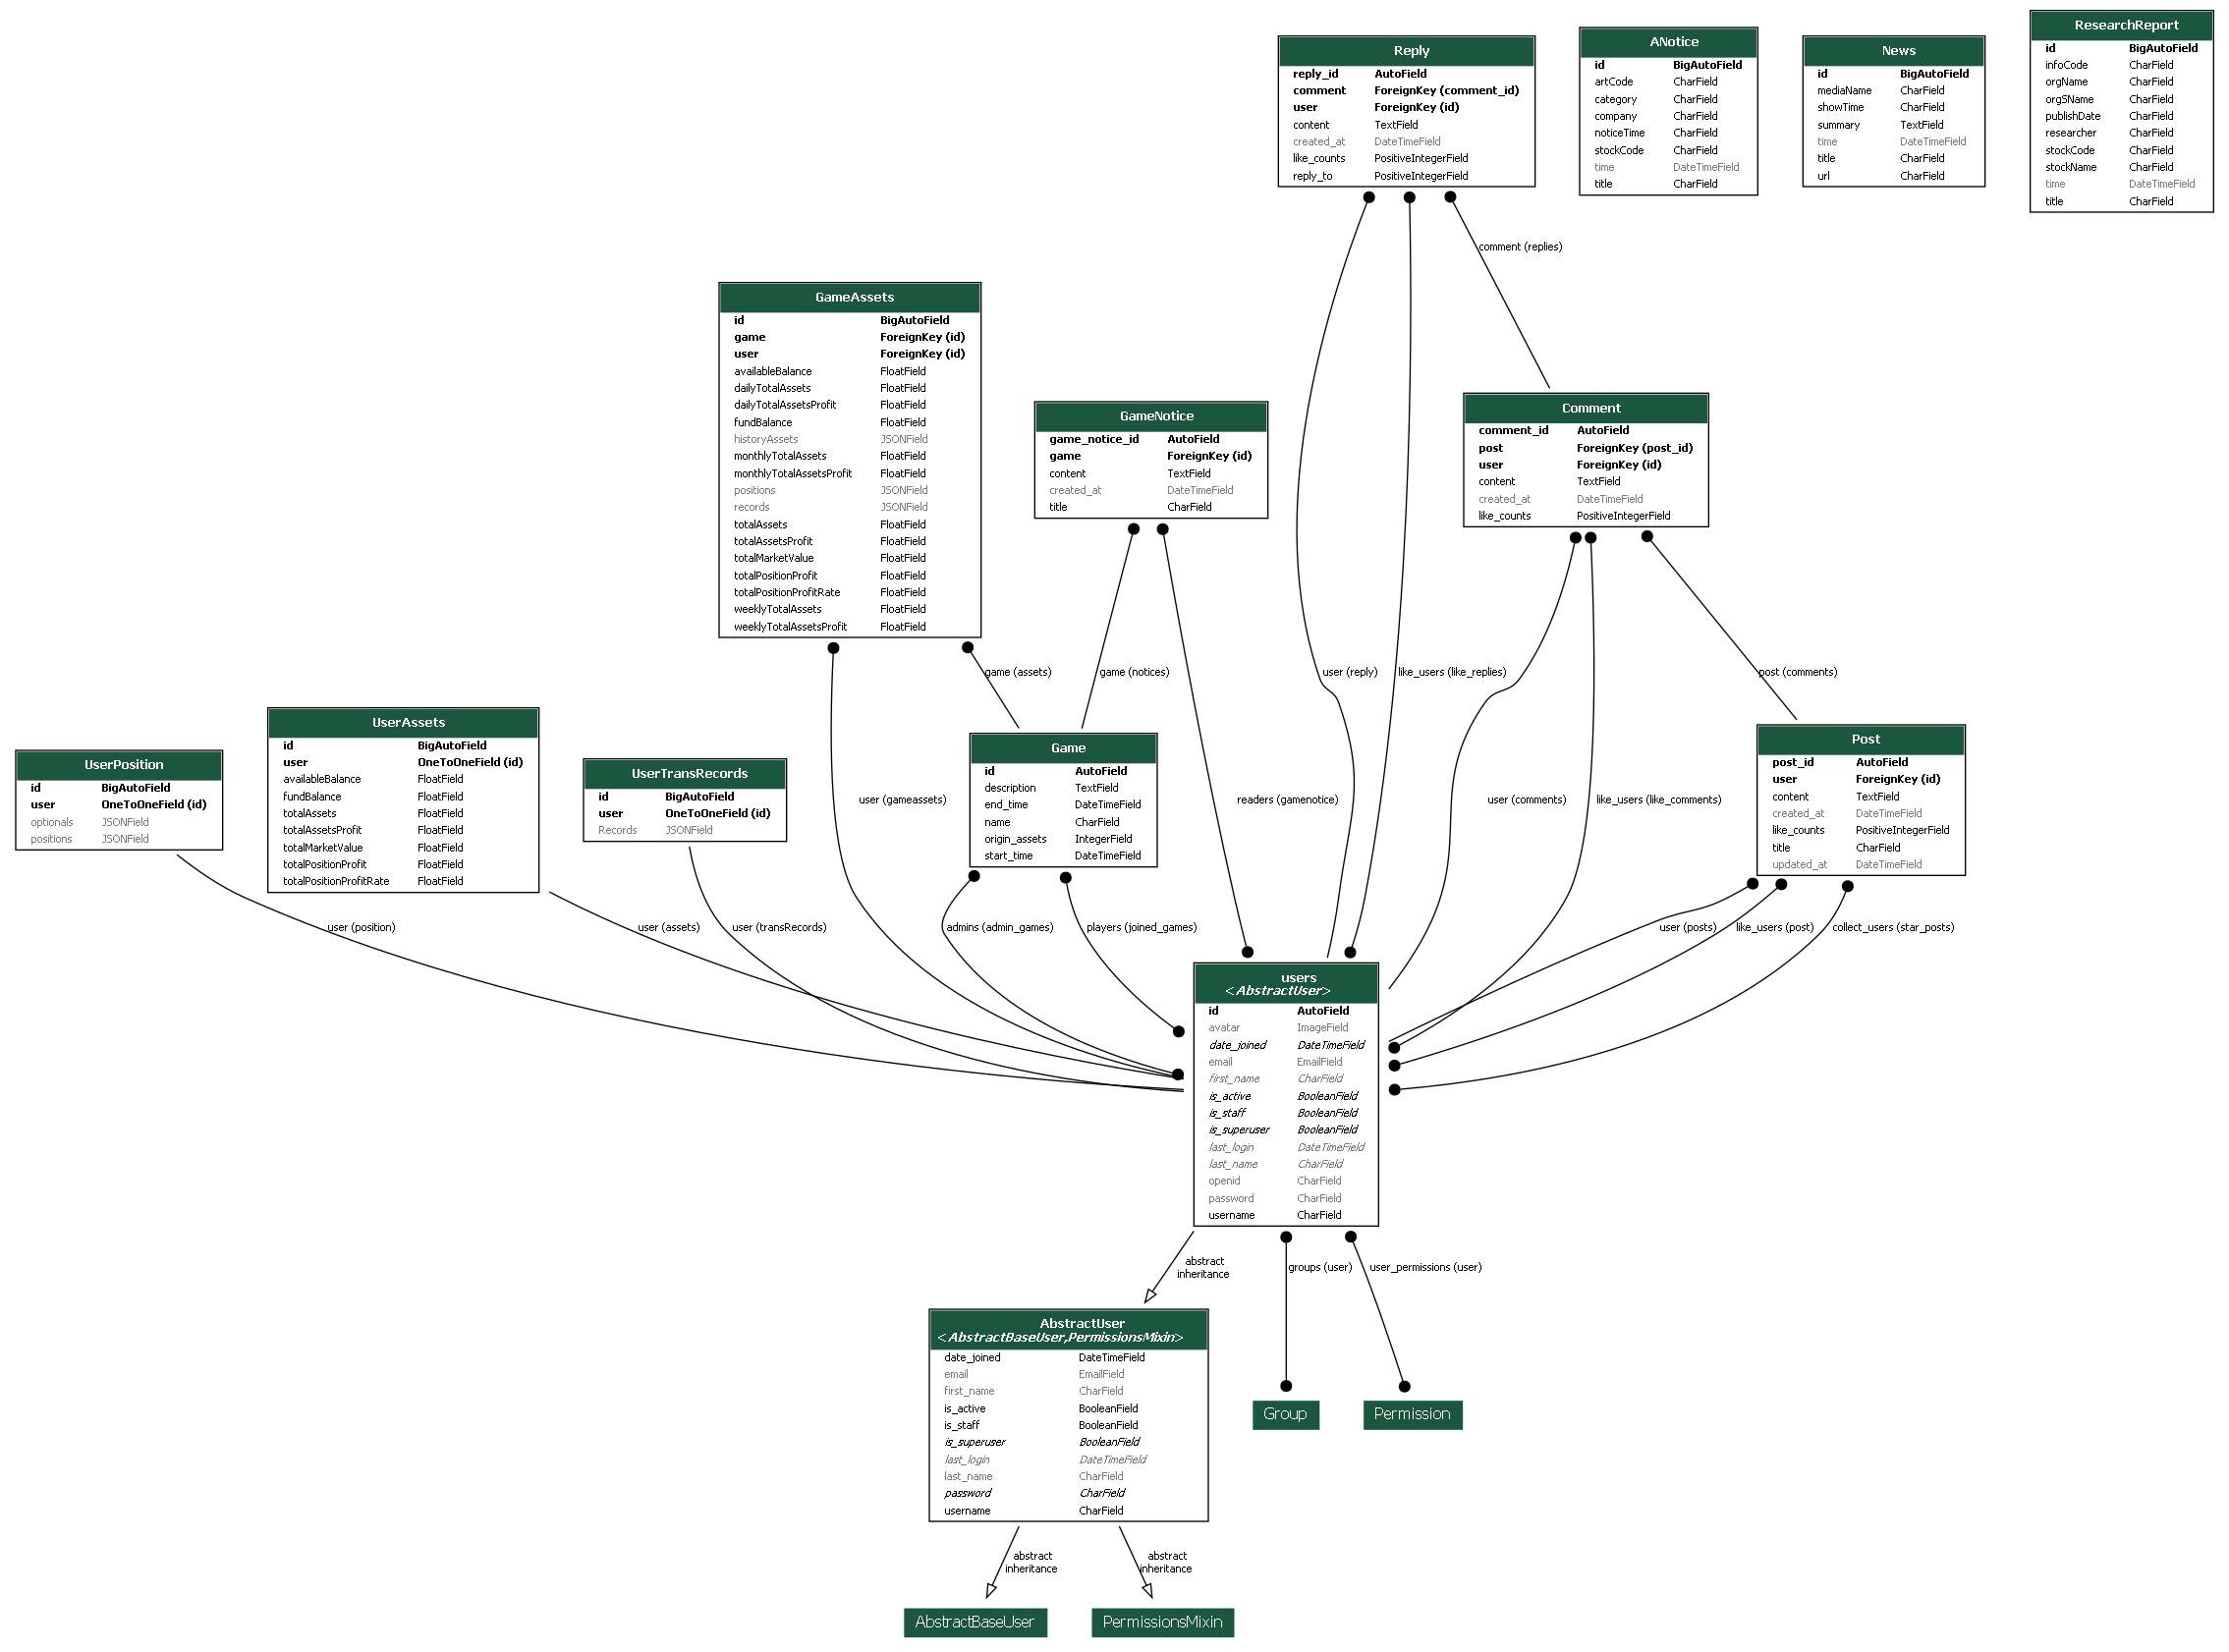 Reply
reply_id AutoField
comment ForeignKey (comment_id)
user ForeignKey (id)
content TextField
created_at DateTimeField
like_counts PositiveIntegerField
reply_to PositiveIntegerField
ANotice
id BigAutoField
artCode CharField
category CharField
company CharField
noticeTime CharField
stockCode CharField
time DateTimeField
title CharField
News
id BigAutoField
mediaName CharField
showTime CharField
summary TextField
time DateTimeField
title CharField
url CharField
ResearchReport
id BigAutoField
infoCode CharField
orgName CharField
orgSName CharField
publishDate CharField
researcher CharField
stockCode CharField
stockName CharField
time DateTimeField
title CharField
comment (replies)
GameAssets
id BigAutoField
game ForeignKey (id)
user ForeignKey (id)
availableBalance FloatField
dailyTotalAssets FloatField
dailyTotalAssetsProfit FloatField
fundBalance FloatField
historyAssets JSONField
monthlyTotalAssets FloatField
monthlyTotalAssetsProfit FloatField
positions JSONField
records JSONField
totalAssets FloatField
totalAssetsProfit FloatField
totalMarketValue FloatField
totalPositionProfit FloatField
totalPositionProfitRate FloatField
weeklyTotalAssets FloatField
weeklyTotalAssetsProfit FloatField
GameNotice
game_notice_id AutoField
game ForeignKey (id)
content TextField
created_at DateTimeField
title CharField
Comment
comment_id AutoField
post ForeignKey (post_id)
user ForeignKey (id)
content TextField
created_at DateTimeField
like_counts PositiveIntegerField
game (assets)
game (notices)
user (reply)
like_users (like_replies)
post (comments)
UserPosition
id BigAutoField
user OneToOneField (id)
optionals JSONField
positions JSONField
UserAssets
id BigAutoField
user OneToOneField (id)
availableBalance FloatField
fundBalance FloatField
totalAssets FloatField
totalAssetsProfit FloatField
totalMarketValue FloatField
totalPositionProfit FloatField
totalPositionProfitRate FloatField
UserTransRecords
id BigAutoField
user OneToOneField (id)
Records JSONField
user (gameassets)
Game
id AutoField
description TextField
end_time DateTimeField
name CharField
origin_assets IntegerField
start_time DateTimeField
readers (gamenotice)
user (comments)
like_users (like_comments)
Post
post_id AutoField
user ForeignKey (id)
content TextField
created_at DateTimeField
like_counts PositiveIntegerField
title CharField
updated_at DateTimeField
user (position)
user (assets)
user (transRecords)
admins (admin_games)
players (joined_games)
user (posts)
like_users (post)
collect_users (star_posts)
users
<AbstractUser>
id AutoField
avatar ImageField
date_joined DateTimeField
email EmailField
first_name CharField
is_active BooleanField
is_staff BooleanField
is_superuser BooleanField
last_login DateTimeField
last_name CharField
openid CharField
password CharField
username CharField
abstract
inheritance
groups (user)
user_permissions (user)
AbstractUser
<AbstractBaseUser,PermissionsMixin>
date_joined DateTimeField
email EmailField
first_name CharField
is_active BooleanField
is_staff BooleanField
is_superuser BooleanField
last_login DateTimeField
last_name CharField
password CharField
username CharField
Group
Permission
abstract
inheritance
abstract
inheritance
AbstractBaseUser
PermissionsMixin